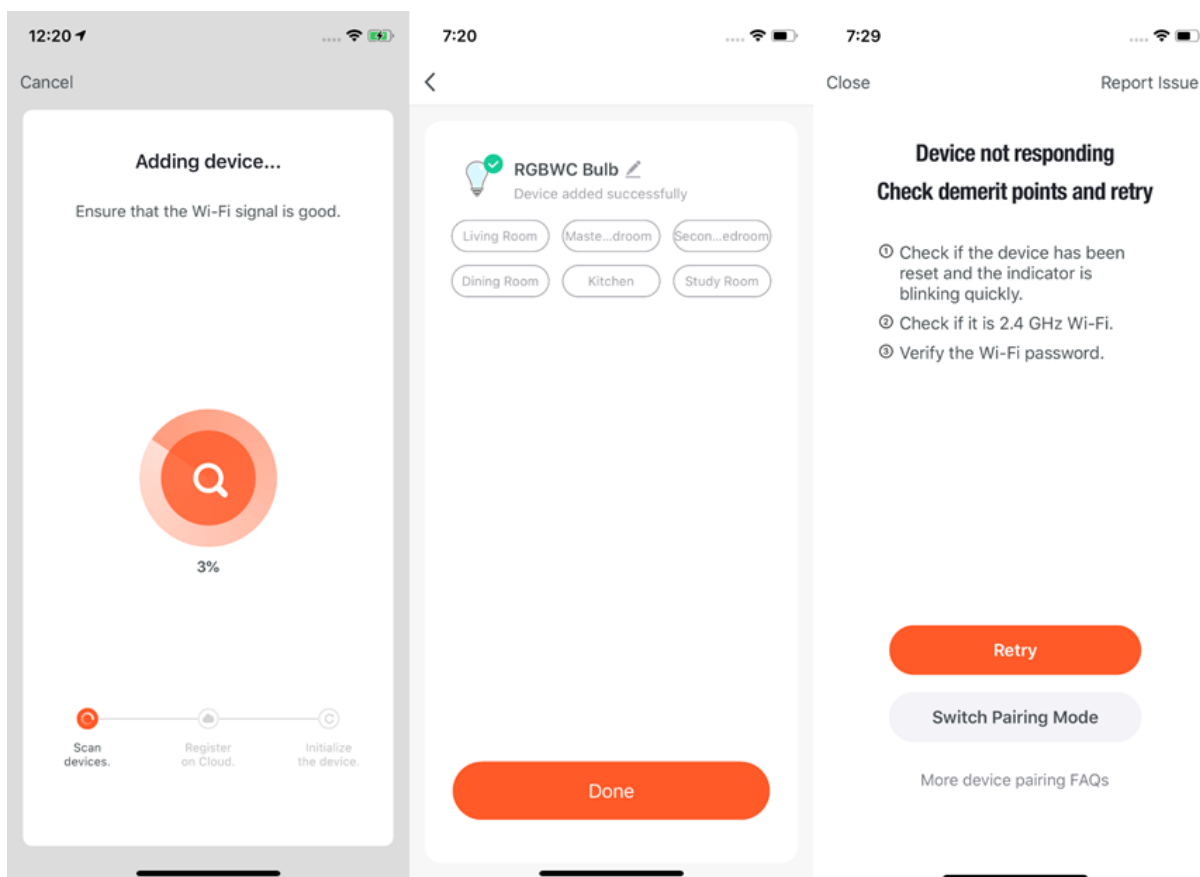 12:20
Cancel
Adding device...
Ensure that the Wi-Fi signal is good.
3%
Scan
devices.
Register
on Cloud.
Initialize
the device.
7:20
RGBWC Bulb
Device added successfully
Living Room
Maste...droom
Secon...edroom
Dining Room
Kitchen
Study Room
Done
7:29
Close
Report Issue
Device not responding
Check demerit points and retry
① Check if the device has been
reset and the indicator is
blinking quickly.
② Check if it is 2.4 GHz Wi-Fi.
③ Verify the Wi-Fi password.
Retry
Switch Pairing Mode
More device pairing FAQs